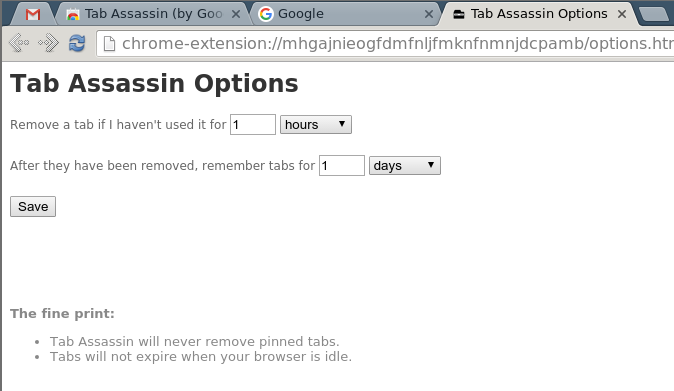 Tab Assassin (by Goo
Google
Tab Assassin Options
chrome-extension://mhgajnieogfdmfnljfmknfnmnjdcpamb/options.htm
Tab Assassin Options
Remove a tab if I haven't used it for 1 hours
After they have been removed, remember tabs for 1 days
Save
The fine print:
• Tab Assassin will never remove pinned tabs.
• Tabs will not expire when your browser is idle.